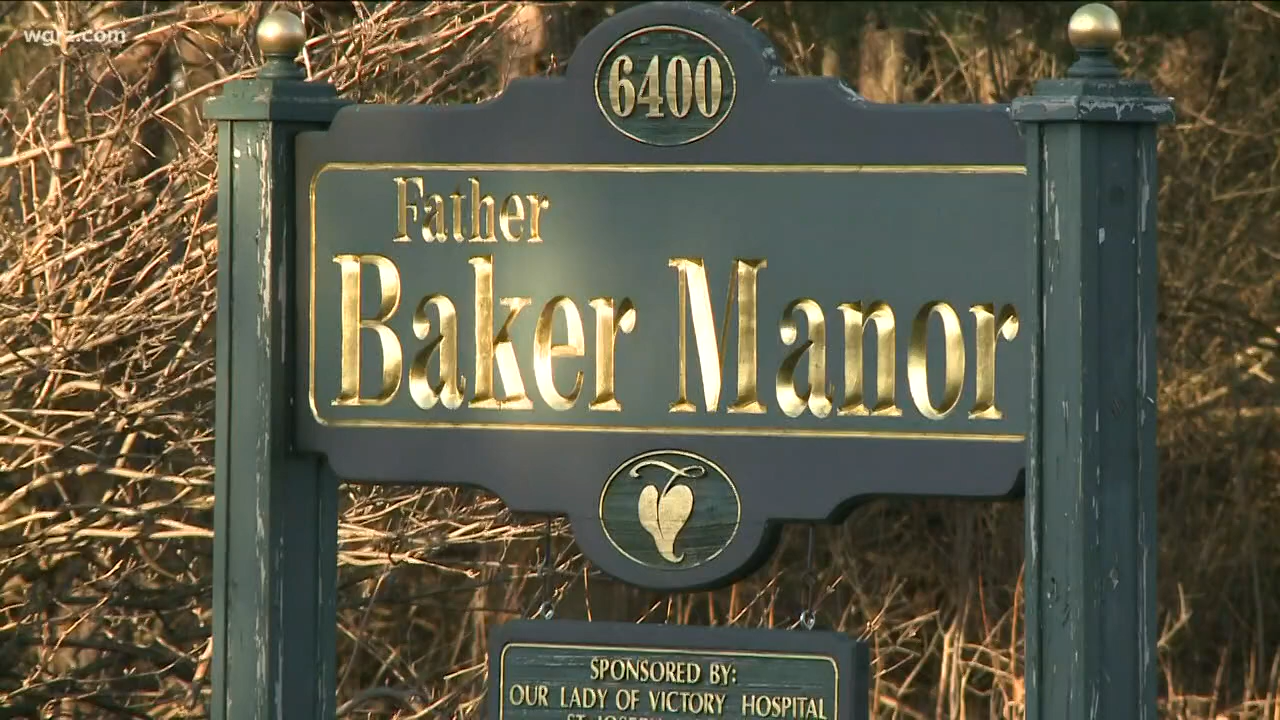 wgrz.com
6400
Father
Baker Manor
SPONSORED BY:
OUR LADY OF VICTORY HOSPITAL